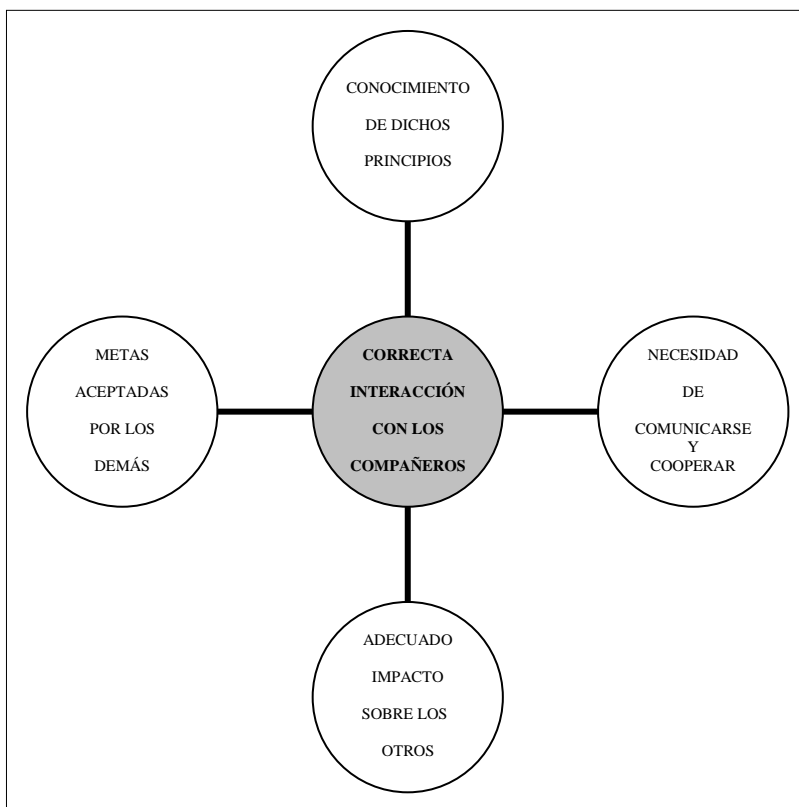 CONOCIMIENTO
DE DICHOS
PRINCIPIOS
METAS
ACEPTADAS
POR LOS
DEMÁS
CORRECTA
INTERACCIÓN
CON LOS
COMPAÑEROS
NECESIDAD
DE
COMUNICARSE
Y
COOPERAR
ADECUADO
IMPACTO
SOBRE LOS
OTROS